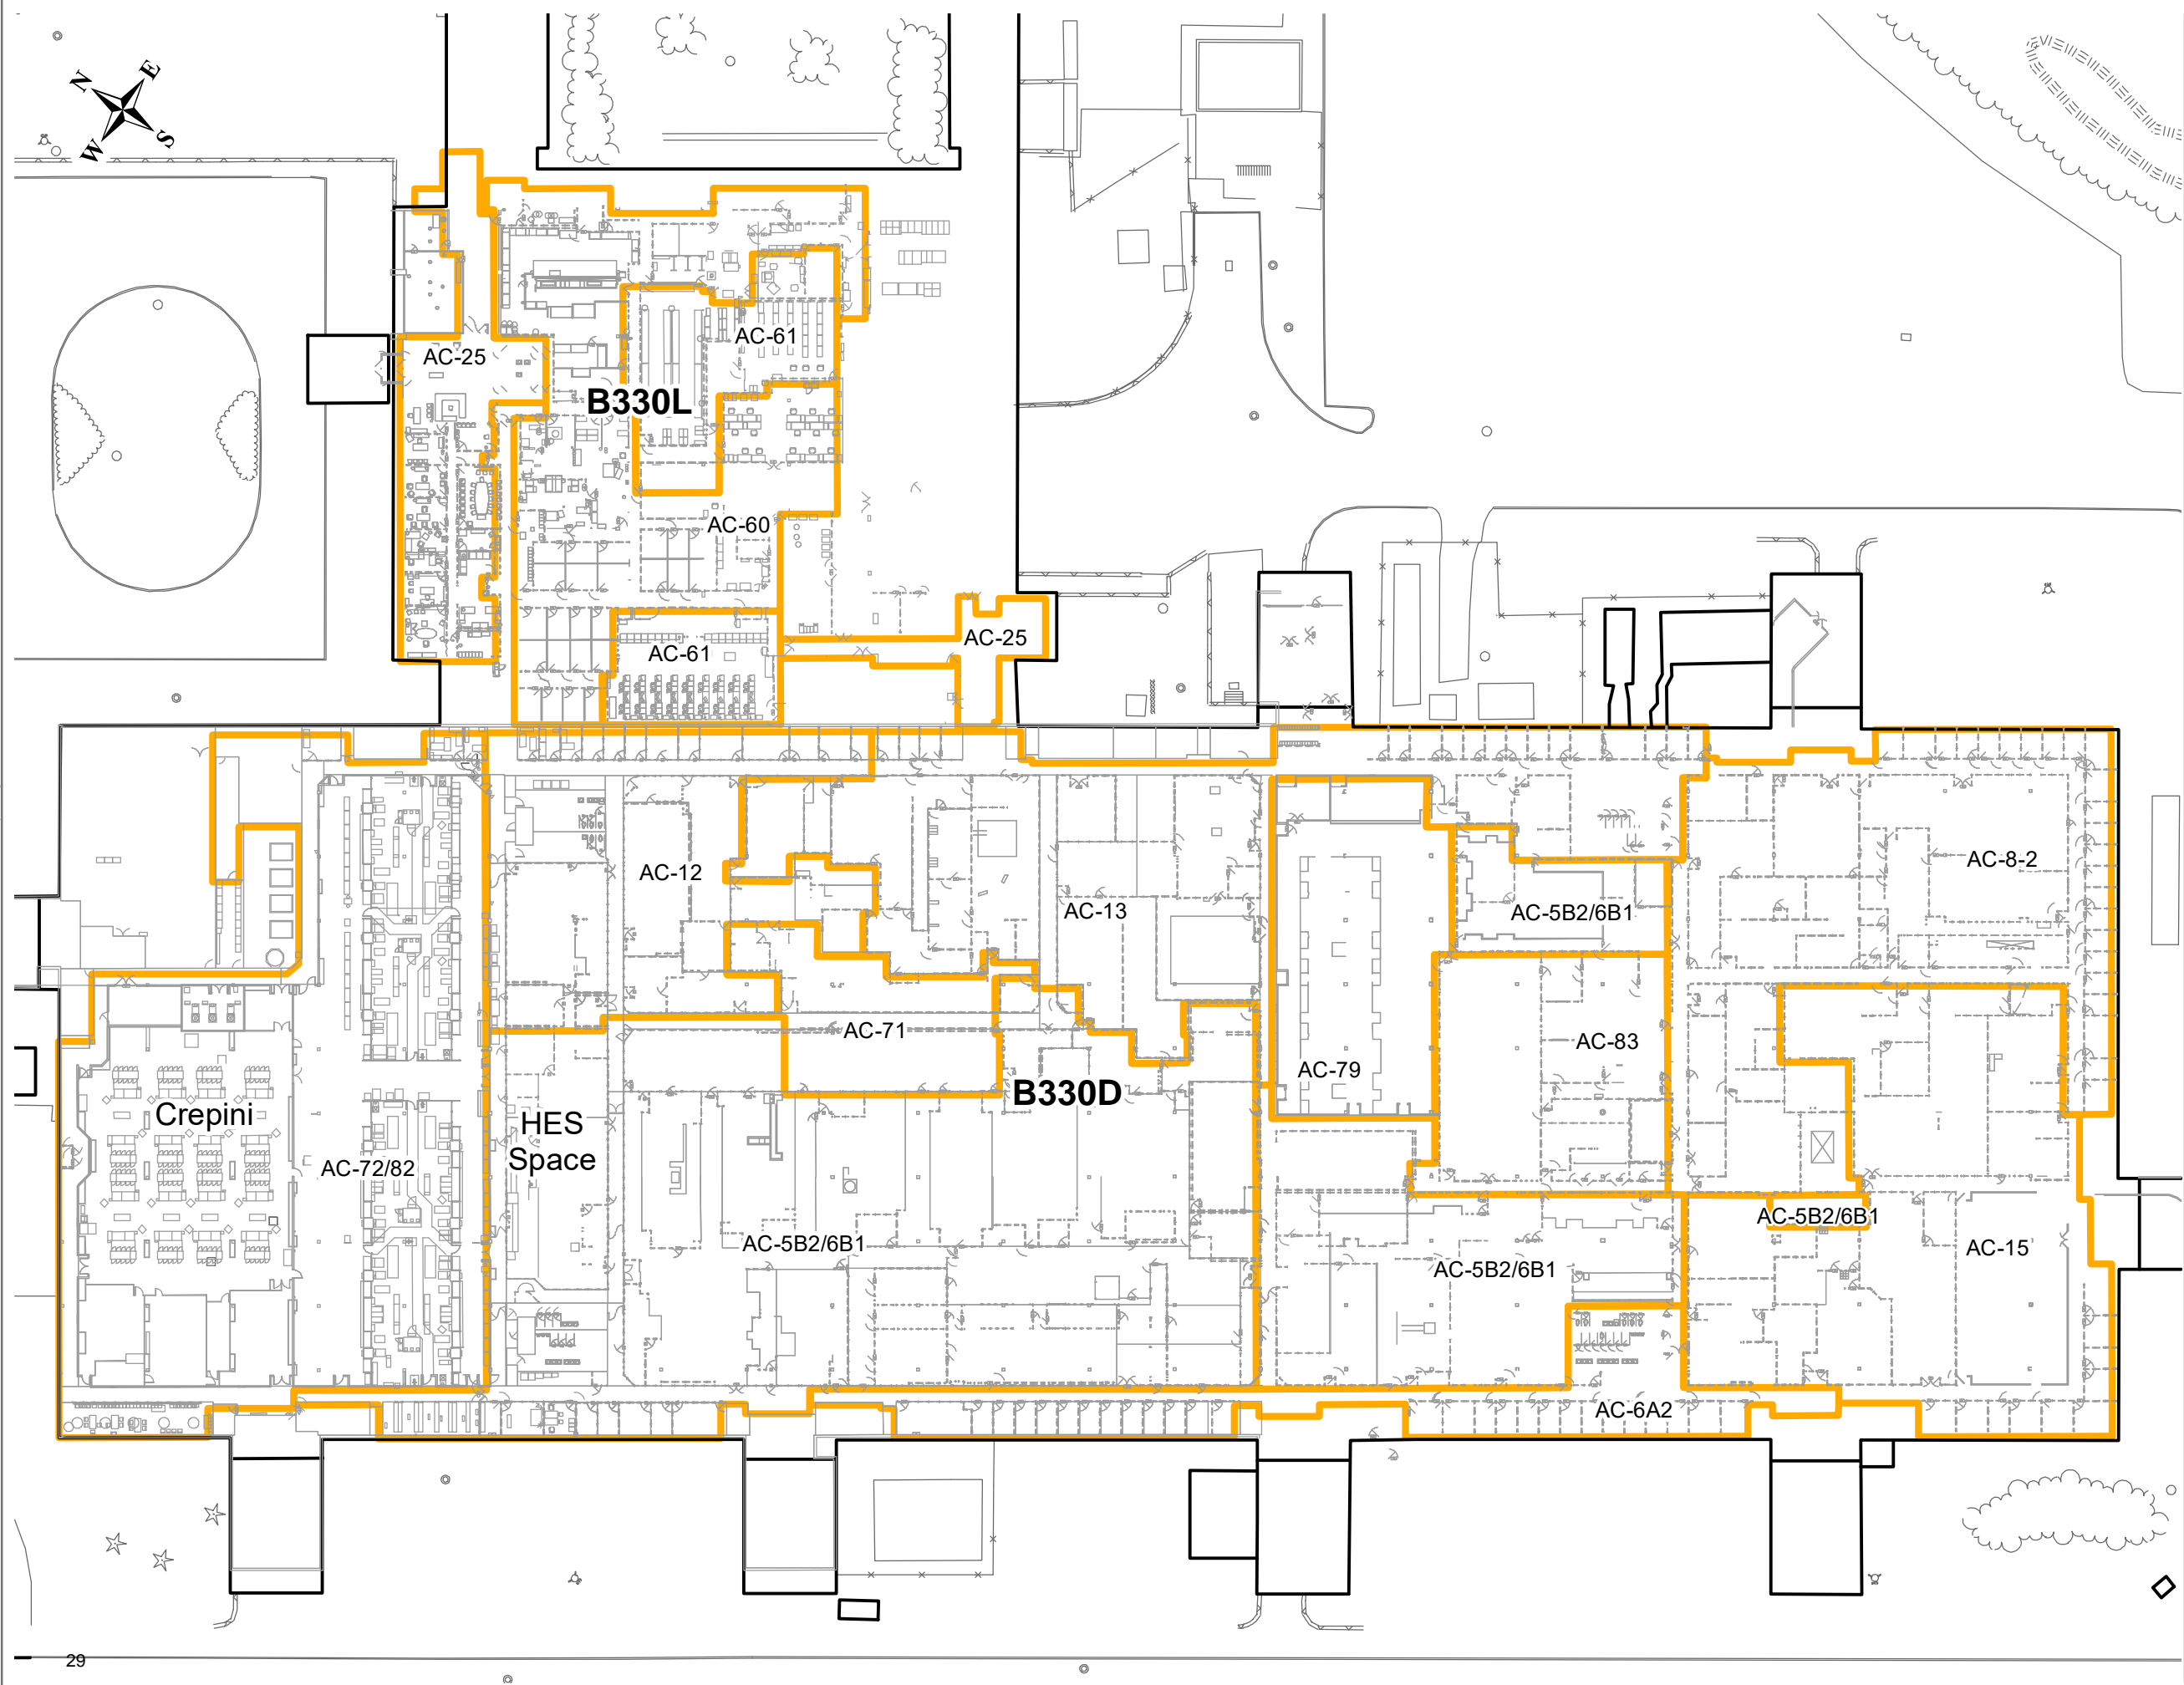 N
E
W
S
AC-25
AC-61
B330L
AC-60
AC-25
AC-61
AC-12
AC-13
AC-8-2
AC-5B2/6B1
AC-71
AC-83
AC-79
B330D
Crepini
HES
Space
AC-72/82
AC-5B2/6B1
AC-5B2/6B1
AC-5B2/6B1
AC-15
AC-6A2
29